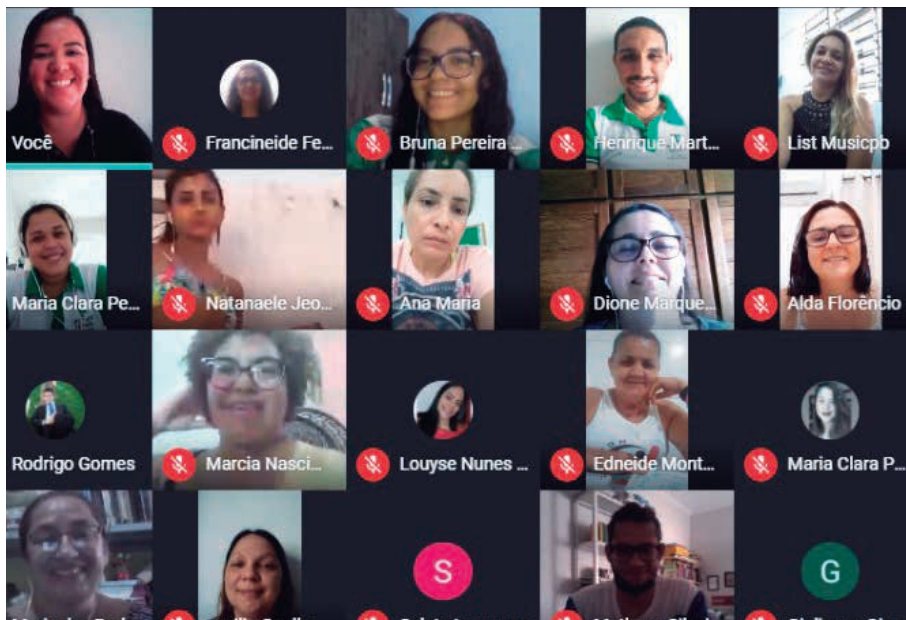 Você
Francineide Fe...
Bruna Pereira ...
Henrique Mart...
List Musicpb
Maria Clara Pe...
Natanaele Jeo...
Ana Maria
Dione Marque...
Alda Florêncio
Rodrigo Gomes
Marcia Nasci...
Louyse Nunes ...
Edneide Mont...
Maria Clara P...
S
G